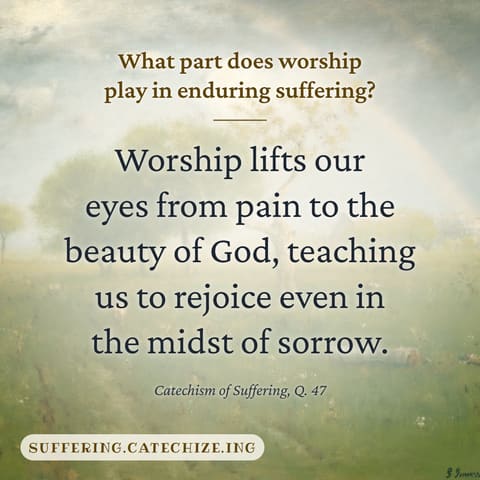 What part does worship
play in enduring suffering?
Worship lifts our
eyes from pain to the
beauty of God, teaching
us to rejoice even in
the midst of sorrow.
Catechism of Suffering, Q. 47
SUFFERING.CATECHIZE.ING